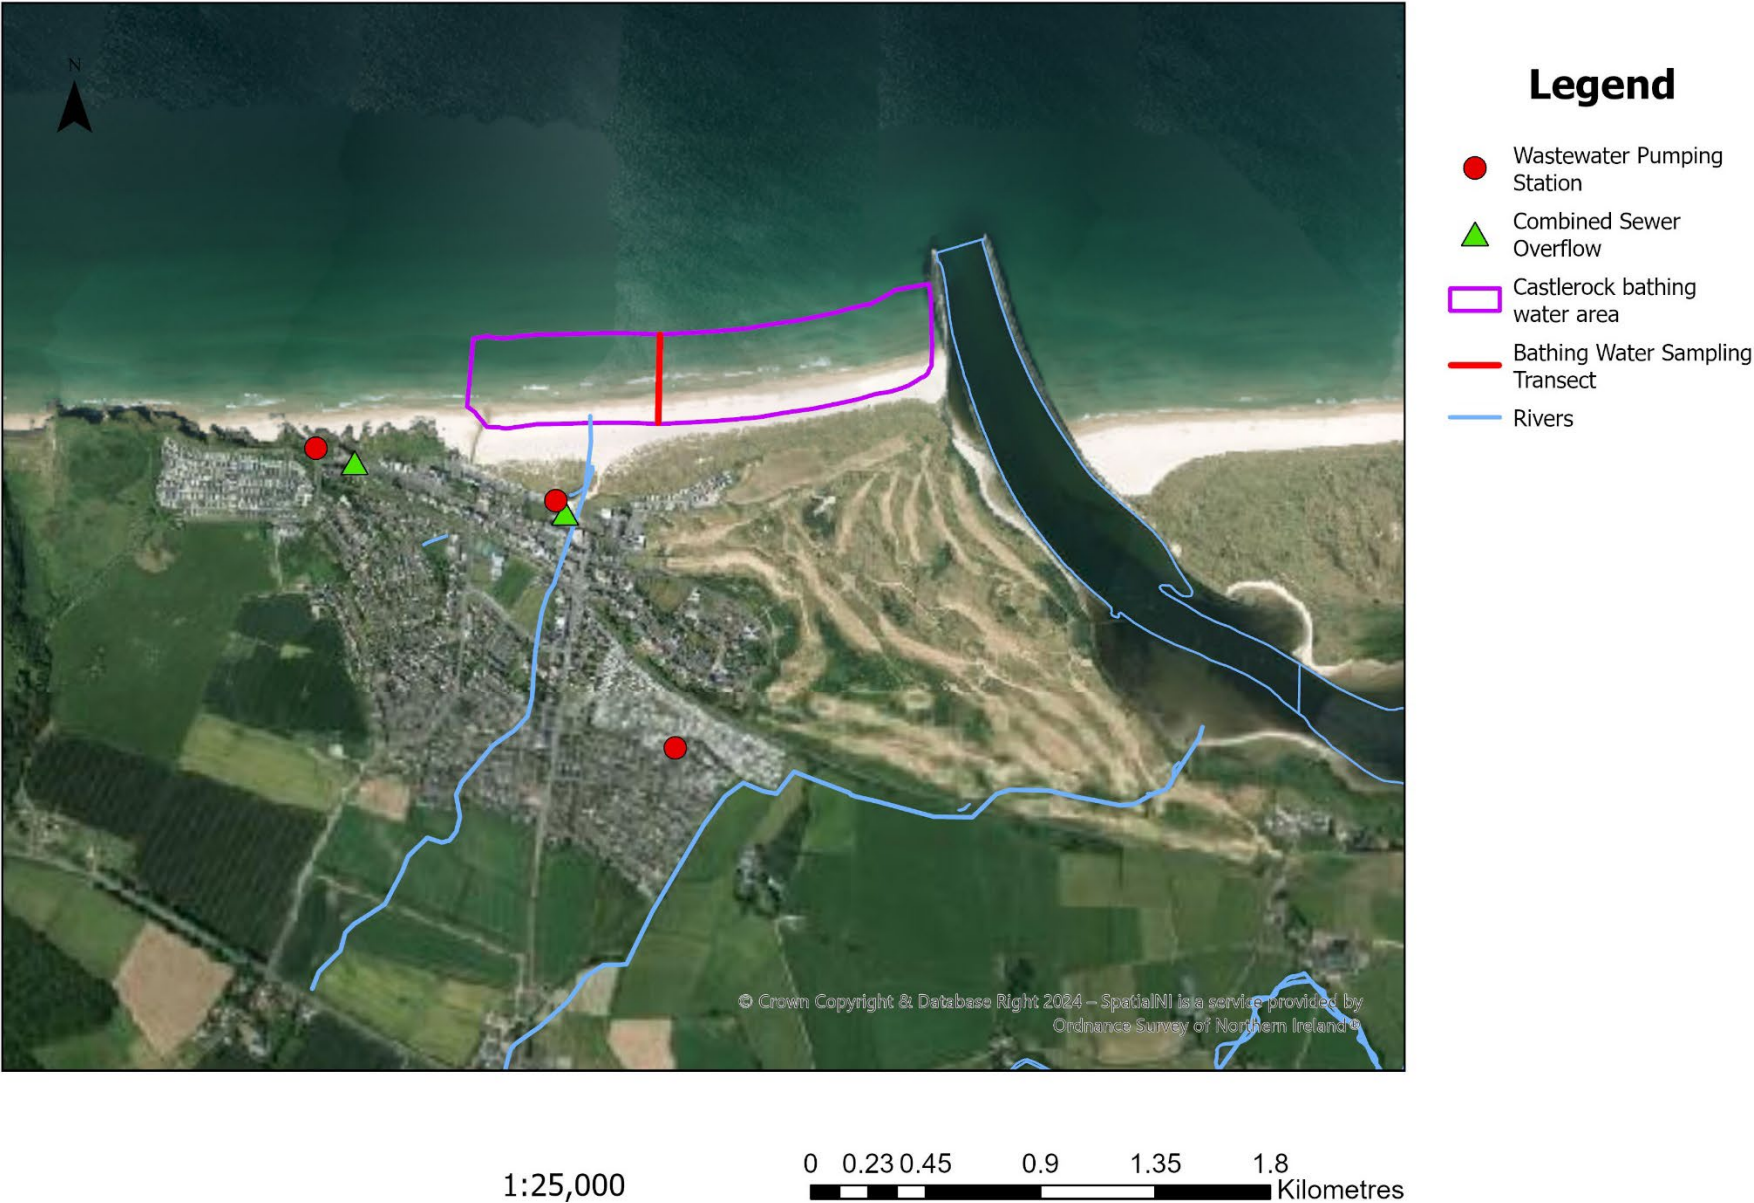 N
Legend
Wastewater Pumping
Station
Combined Sewer
Overflow
Castlerock bathing
water area
Bathing Water Sampling
Transect
Rivers
© Crown Copyright & Database Right 2024 – SpatialNI is a service provided by
Ordnance Survey of Northern Ireland ®
1:25,000
0 0.23 0.45 0.9 1.35 1.8
Kilometres